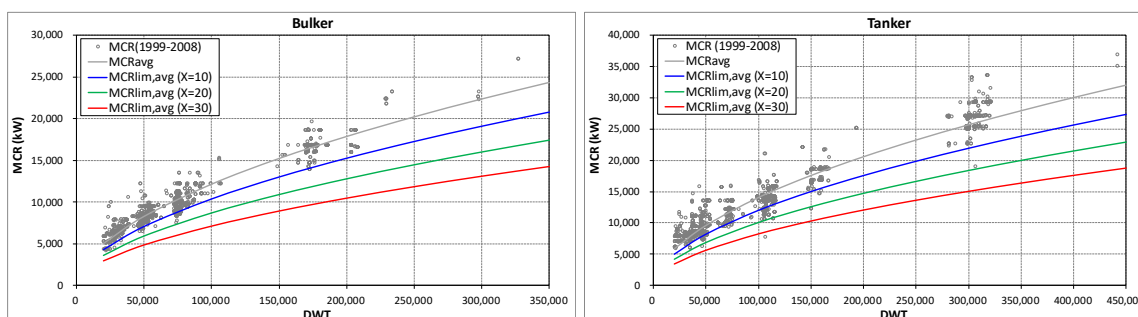 Bulker
MCR (kW)
30,000
25,000
20,000
15,000
10,000
5,000
0
MCR(1999-2008)
MCRavg
MCRlim,avg (X=10)
MCRlim,avg (X=20)
MCRlim,avg (X=30)
0 50,000 100,000 150,000 200,000 250,000 300,000 350,000
DWT
Tanker
MCR (kW)
40,000
35,000
30,000
25,000
20,000
15,000
10,000
5,000
0
MCR (1999-2008)
MCRavg
MCRlim,avg (X=10)
MCRlim,avg (X=20)
MCRlim,avg (X=30)
0 50,000 100,000 150,000 200,000 250,000 300,000 350,000 400,000 450,000
DWT